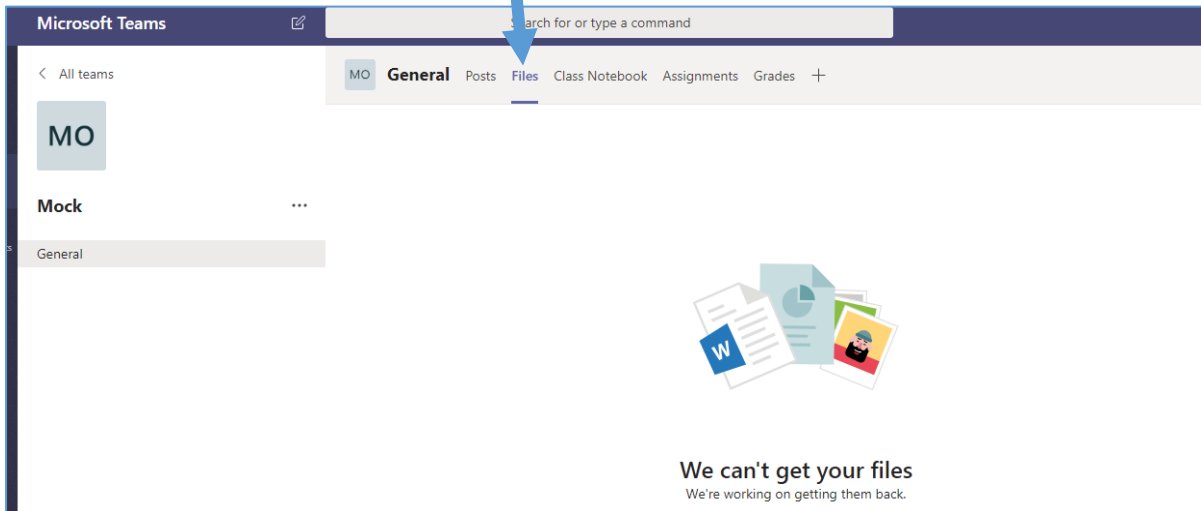 Microsoft Teams
Search for or type a command
All teams
MO General Posts Files Class Notebook Assignments Grades
MO
Mock
General
W
We can't get your files
We're working on getting them back.